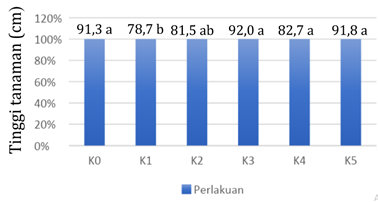 120%
91,3 a 78,7 b 81,5 ab 92,0 a 82,7 a 91,8 a
100%
80%
60%
40%
20%
0%
Tinggi tanaman (cm)
K0 K1 K2 K3 K4 K5
Perlakuan